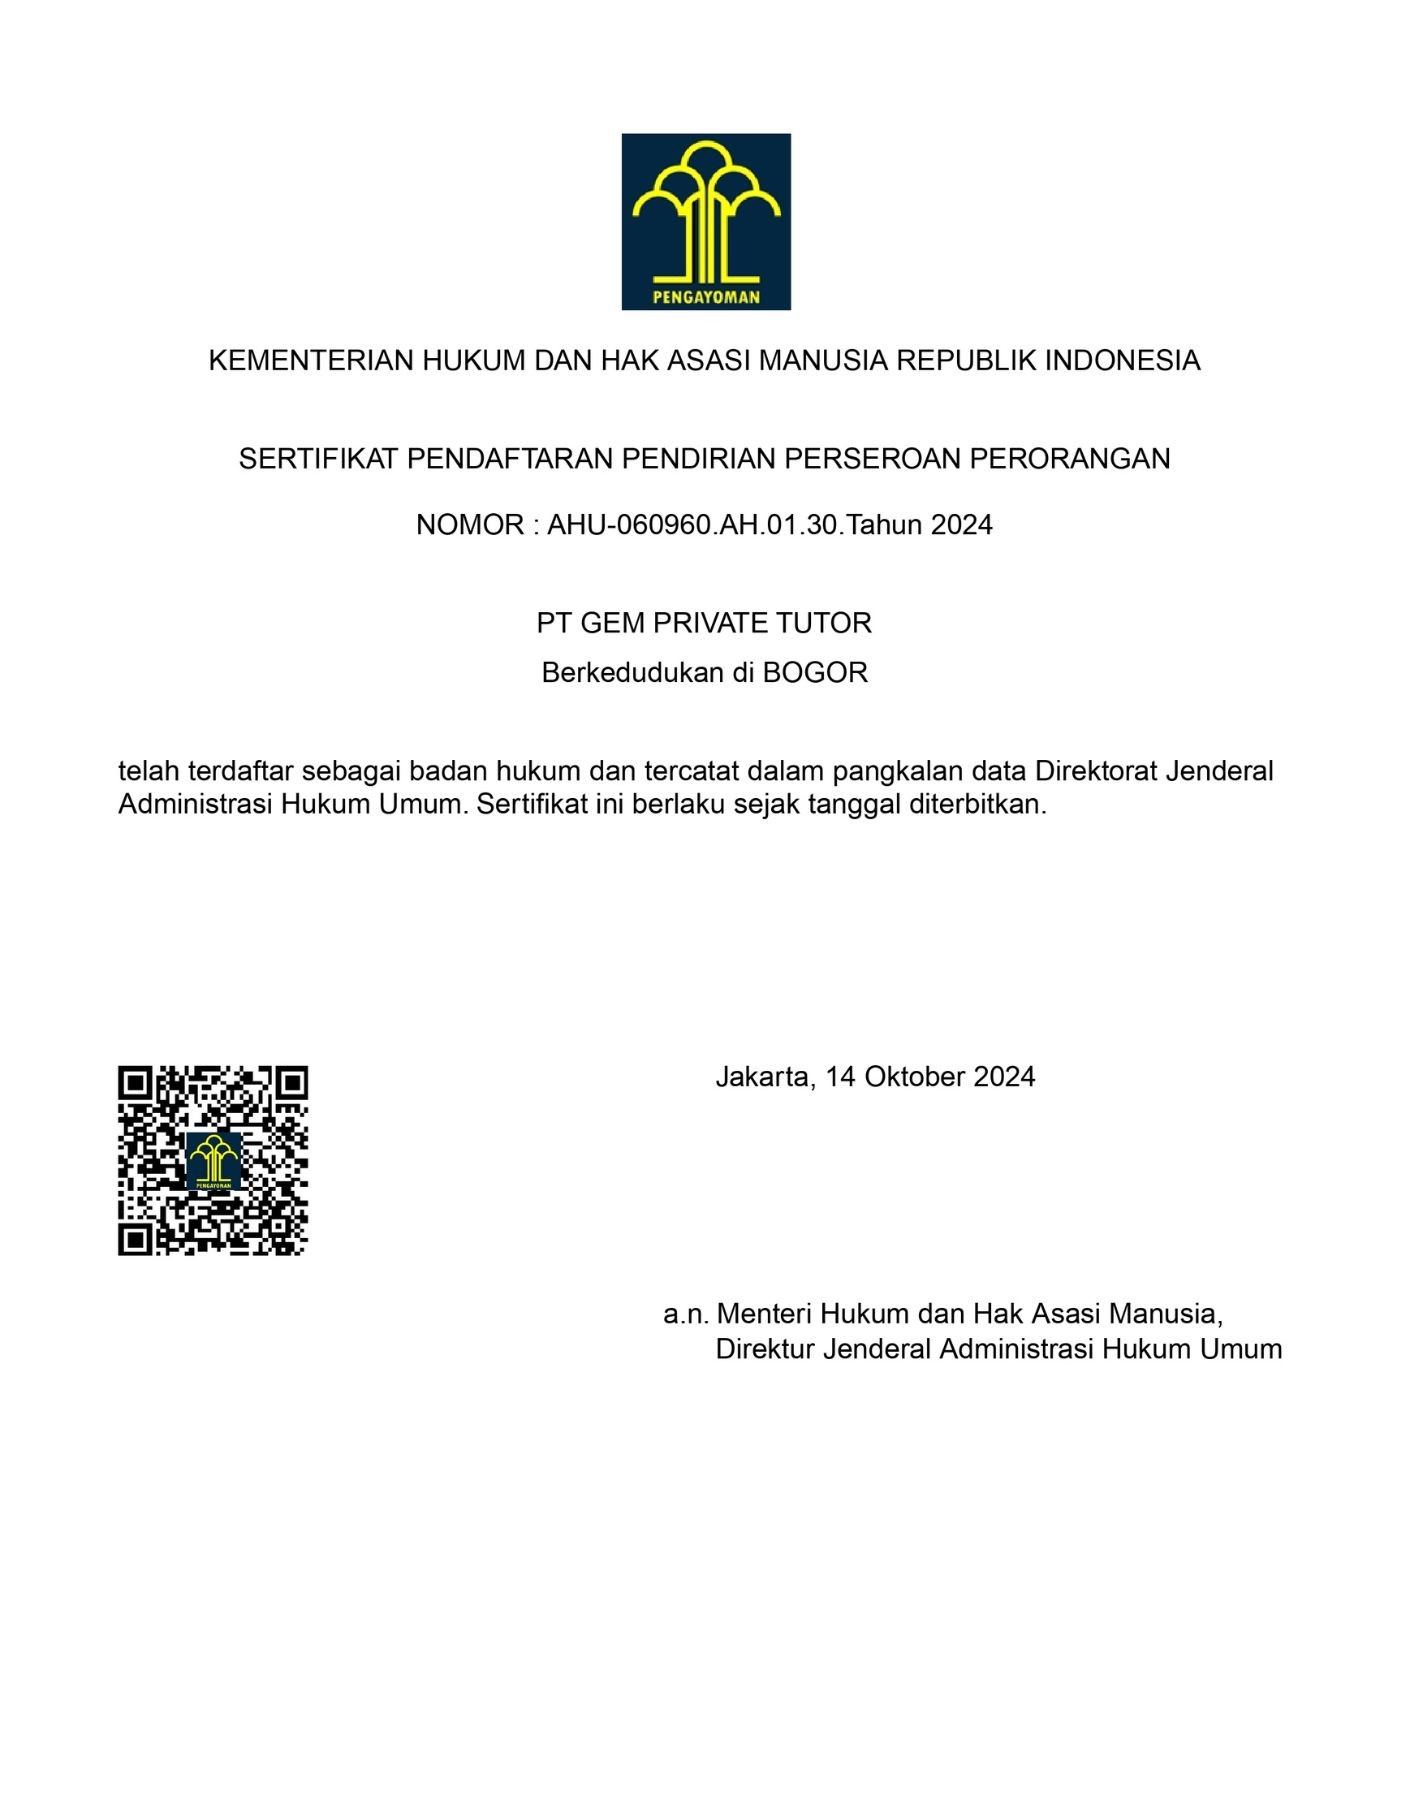 PENGAYOMAN
KEMENTERIAN HUKUM DAN HAK ASASI MANUSIA REPUBLIK INDONESIA
SERTIFIKAT PENDAFTARAN PENDIRIAN PERSEROAN PERORANGAN
NOMOR : AHU-060960.AH.01.30.Tahun 2024
PT GEM PRIVATE TUTOR
Berkedudukan di BOGOR
telah terdaftar sebagai badan hukum dan tercatat dalam pangkalan data Direktorat Jenderal
Administrasi Hukum Umum. Sertifikat ini berlaku sejak tanggal diterbitkan.
Jakarta, 14 Oktober 2024
PENGAYOMAN
a.n. Menteri Hukum dan Hak Asasi Manusia,
Direktur Jenderal Administrasi Hukum Umum